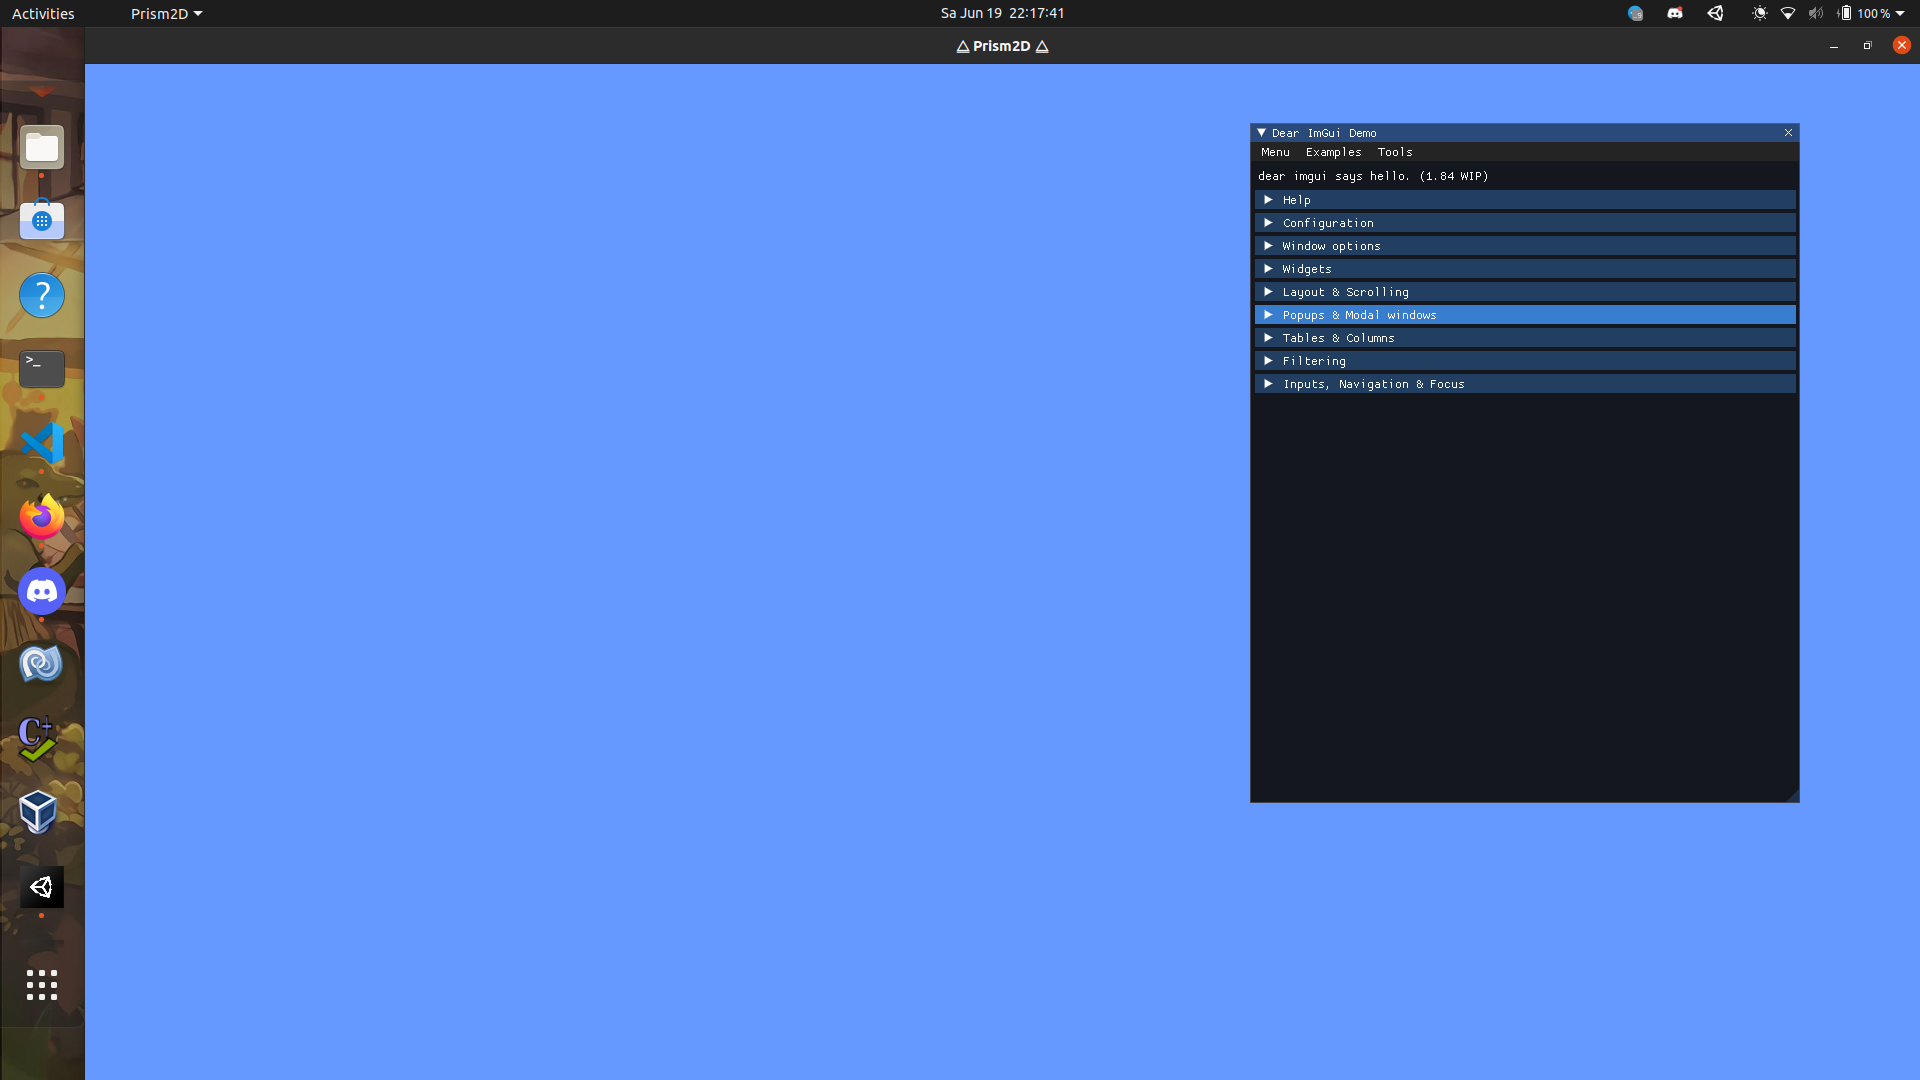 Activities
Prism2D
Sa Jun 19 22:17:41
100 %
△ Prism2D △
Dear ImGui Demo
Menu Examples Tools
dear imgui says hello. (1.84 WIP)
Help
Configuration
Window options
Widgets
Layout & Scrolling
Popups & Modal windows
Tables & Columns
Filtering
Inputs, Navigation & Focus